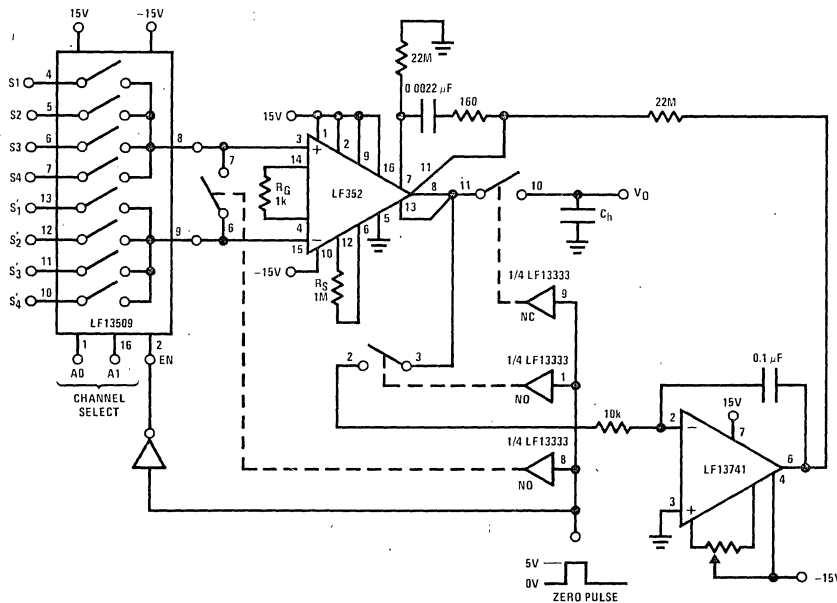 15V
-15V
S1
4
S2
5
S3
6
S4
7
S'1
13
S'2
12
S'3
11
S'4
10
LF13509
8
9
1
16
2
A0
A1
EN
CHANNEL
SELECT
7
6
15V
3
1
2
9
16
14
RG
1k
LF352
4
15
10
12
6
5
-15V
RS
1M
7
11
8
13
22M
0.0022 µF
160
22M
11
10
VO
Ch
1/4 LF13333
9
NC
2
3
1/4 LF13333
1
NO
1/4 LF13333
8
NO
10k
0.1 µF
15V
2
7
LF13741
6
4
3
-15V
5V
0V
ZERO PULSE